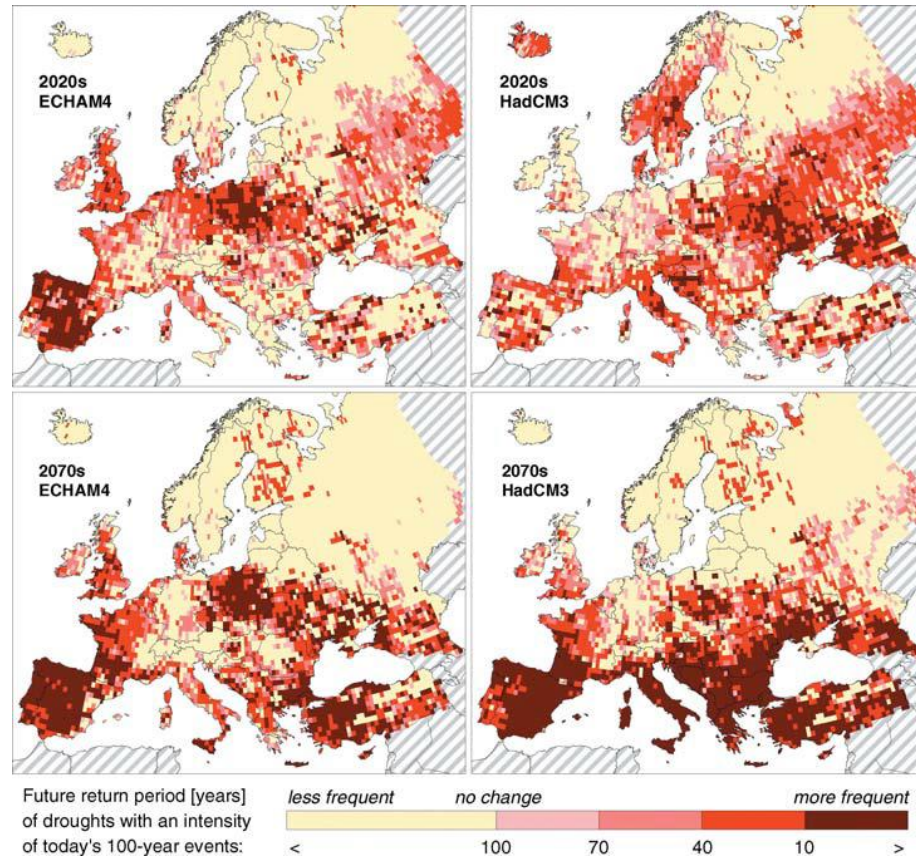 2020s
ECHAM4
2020s
HadCM3
2070s
ECHAM4
2070s
HadCM3
Future return period [years]
of droughts with an intensity
of today's 100-year events:
less frequent no change more frequent
< 100 70 40 10 >